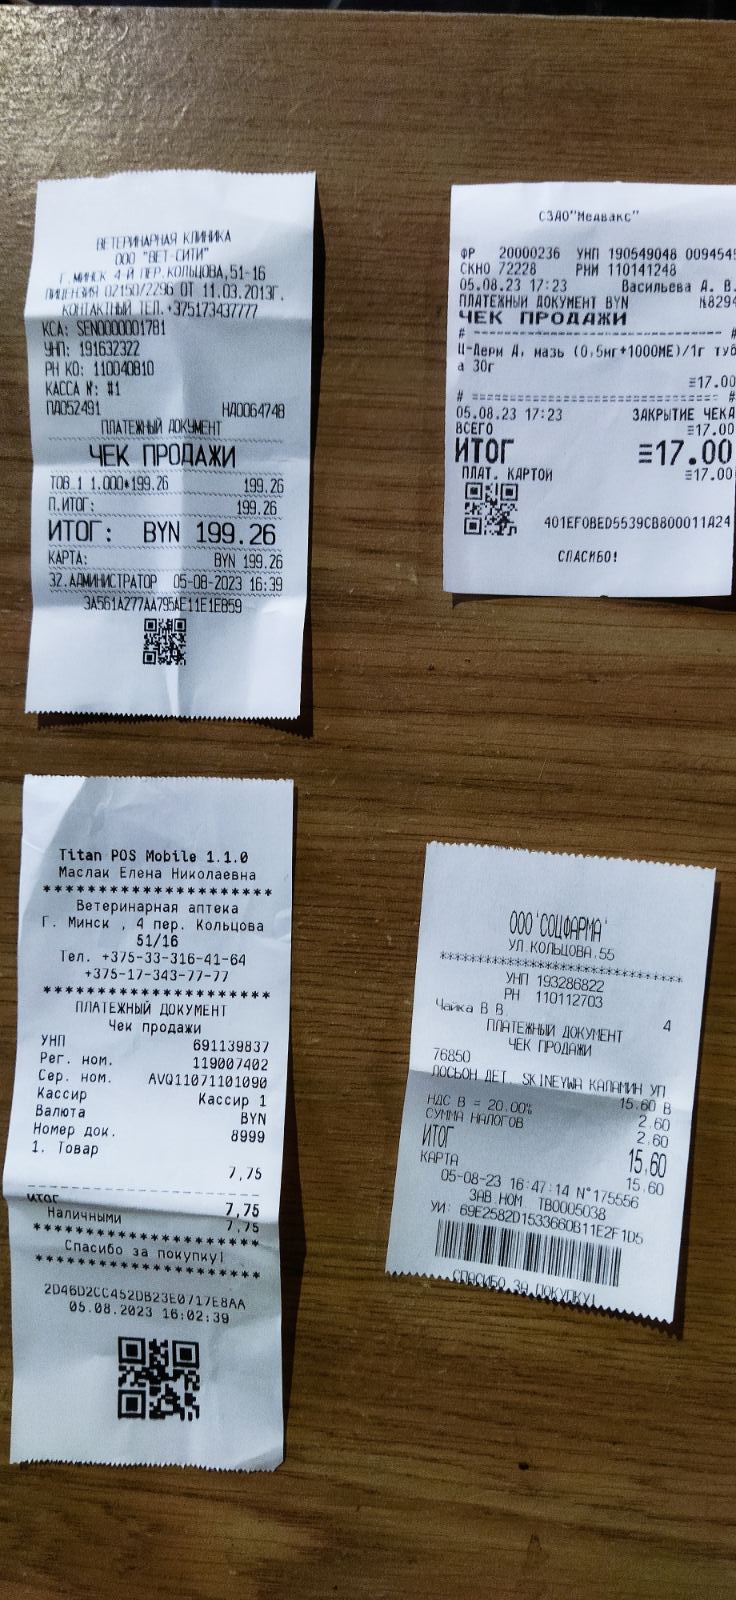 ВЕТЕРИНАРНАЯ КЛИНИКА
ООО "ВЕТ-СИТИ"
Г.МИНСК 4-Й ПЕР.КОЛЬЦОВА,51-16
ЛИЦЕНЗИЯ 02150/2296 ОТ 11.03.2013Г.
КОНТАКТНЫЙ ТЕЛ.+375173437777
КСА: SEN0000001781
УНП: 191632322
РН КО: 110040810
КАССА №: #1
ПД052491 НД0064748
ПЛАТЕЖНЫЙ ДОКУМЕНТ
ЧЕК ПРОДАЖИ
ТОВ.1 1.000*199.26 199.26
П.ИТОГ: 199.26
ИТОГ: BYN 199.26
КАРТА: BYN 199.26
32.АДМИНИСТРАТОР 05-08-2023 16:39
3A561A277AA795AE11E1E859
СЗАО"Медвакс"
ФР 20000236 УНП 190549048 0094545
СКНО 72228 РНМ 110141248
05.08.23 17:23 Васильева А. В.
ПЛАТЕЖНЫЙ ДОКУМЕНТ BYN №8294
ЧЕК ПРОДАЖИ
# ------------------------------ #
Ц-Дерм Д, мазь (0,5мг+1000МЕ)/1г туб
а 30г
≡17.00
# ============================== #
05.08.23 17:23 ЗАКРЫТИЕ ЧЕКА
ВСЕГО ≡17.00
ИТОГ ≡17.00
ПЛАТ. КАРТОЙ ≡17.00
401EF0BED5539CB800011A24
СПАСИБО!
Titan POS Mobile 1.1.0
Маслак Елена Николаевна
***********************
Ветеринарная аптека
Г. Минск , 4 пер. Кольцова
51/16
Тел. +375-33-316-41-64
+375-17-343-77-77
***********************
ПЛАТЕЖНЫЙ ДОКУМЕНТ
Чек продажи
УНП 691139837
Рег. ном. 119007402
Сер. ном. AVQ11071101090
Кассир Кассир 1
Валюта BYN
Номер док. 8999
1. Товар
7,75
ИТОГ 7,75
Наличными 7,75
***********************
Спасибо за покупку!
***********************
2D46D2CC452DB23E0717E8AA
05.08.2023 16:02:39
ООО'СОЦФАРМА'
УЛ.КОЛЬЦОВА.55
******************************
УНП 193286822
РН 110112703
Чайка В В 4
ПЛАТЕЖНЫЙ ДОКУМЕНТ
ЧЕК ПРОДАЖИ
76850
ЛОСЬОН ДЕТ. SKINEYWA КАЛАМИН УП
15.60 В
НДС В = 20.00% 2.60
СУММА НАЛОГОВ 2.60
ИТОГ 15.60
КАРТА 15.60
05-08-23 16:47:14 N°175556
ЗАВ НОМ ТВ0005038
УИ: 69E2582D1533660B11E2F1D5
СПАСИБО ЗА ПОКУПКУ!